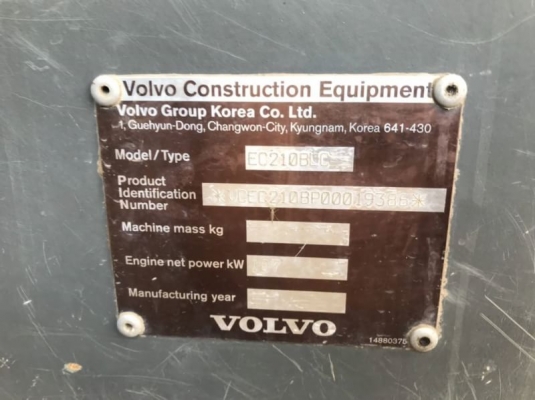 Volvo Construction Equipment
Volvo Group Korea Co. Ltd.
1, Guehyun-Dong, Changwon-City, Kyungnam, Korea 641-430
Model/Type EC210BLC
Product
Identification
Number
Machine mass kg
Engine net power kW
Manufacturing year
VOLVO
14880375